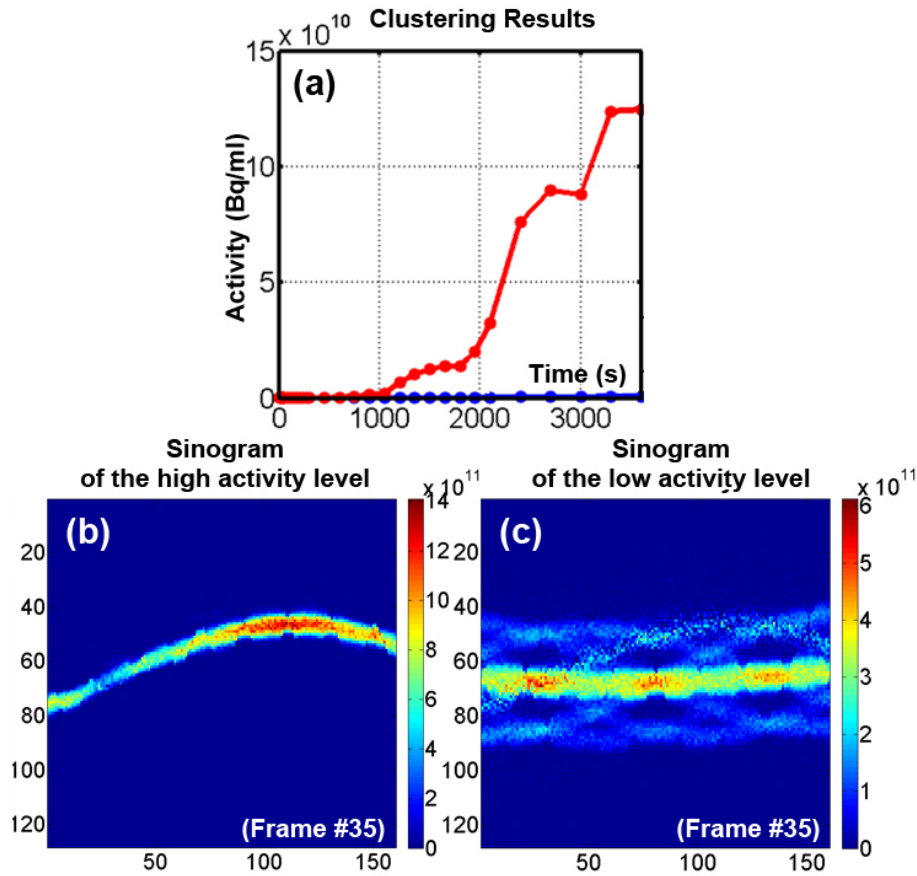 Clustering Results
15 x 10^10
(a)
10
5
0
Activity (Bq/ml)
Time (s)
0 1000 2000 3000
Sinogram
of the high activity level
x 10^11
(b)
20
40
60
80
100
120
50 100 150
14
12
10
8
6
4
2
0
(Frame #35)
Sinogram
of the low activity level
x 10^11
(c)
20
40
60
80
100
120
50 100 150
6
5
4
3
2
1
0
(Frame #35)